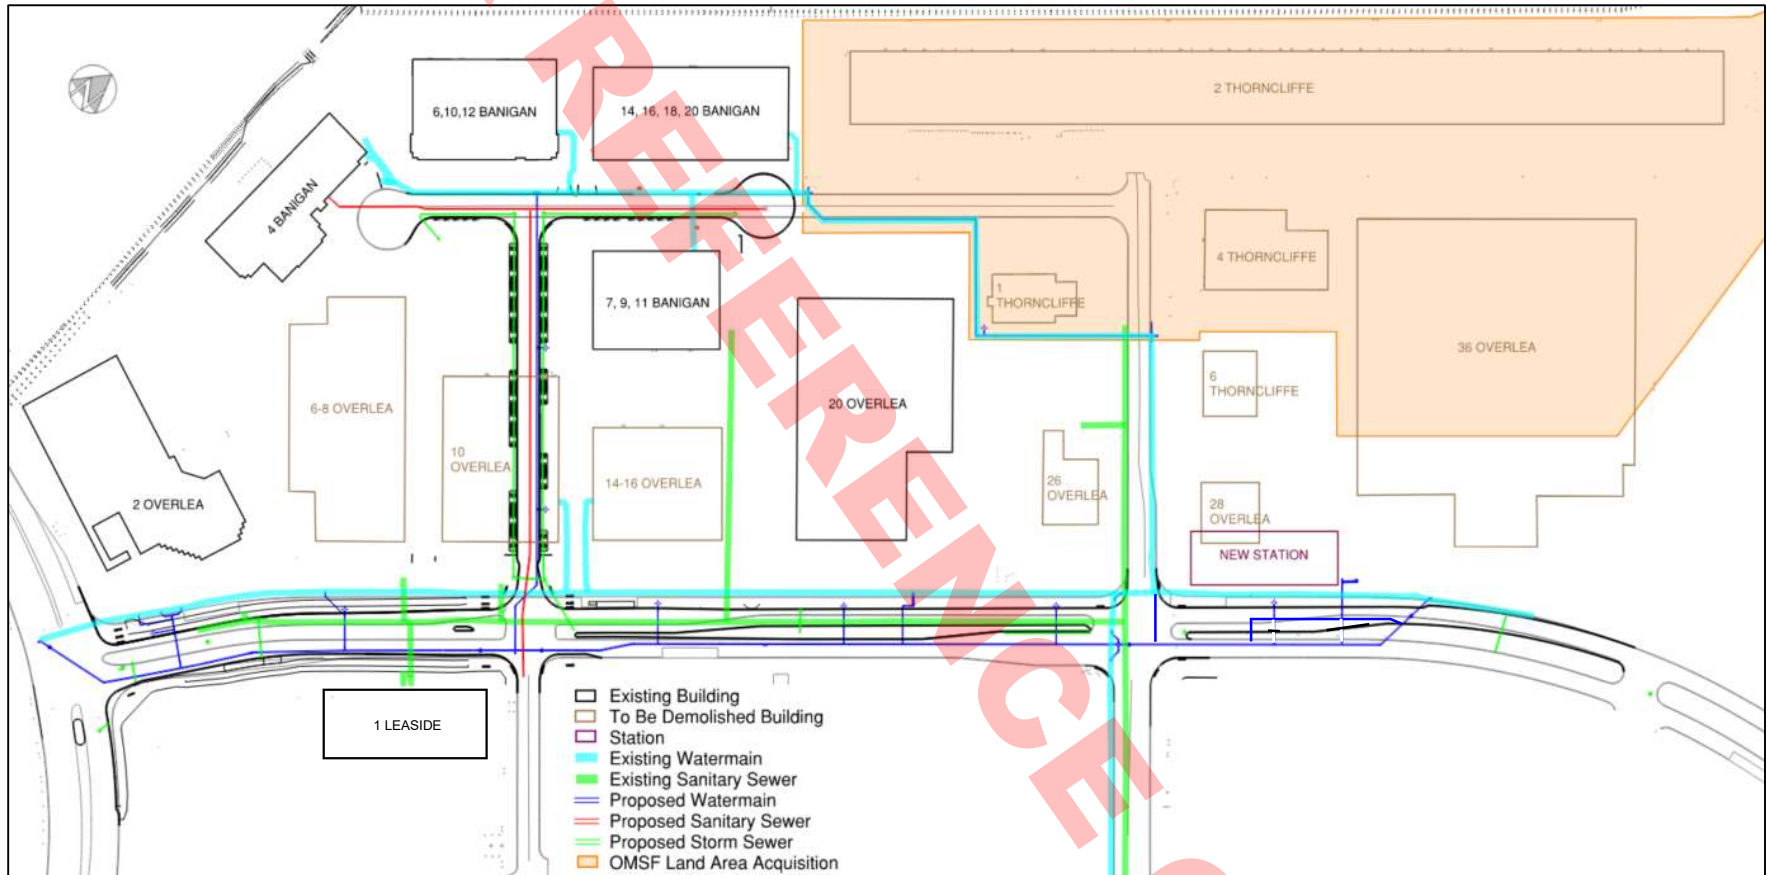 2 THORNCLIFFE
6,10,12 BANIGAN
14, 16, 18, 20 BANIGAN
4 BANIGAN
4 THORNCLIFFE
1
THORNCLIFFE
7, 9, 11 BANIGAN
36 OVERLEA
6
THORNCLIFFE
6-8 OVERLEA
20 OVERLEA
10
OVERLEA
14-16 OVERLEA
26
OVERLEA
2 OVERLEA
28
OVERLEA
NEW STATION
1 LEASIDE
Existing Building
To Be Demolished Building
Station
Existing Watermain
Existing Sanitary Sewer
Proposed Watermain
Proposed Sanitary Sewer
Proposed Storm Sewer
OMSF Land Area Acquisition
REFERENCE